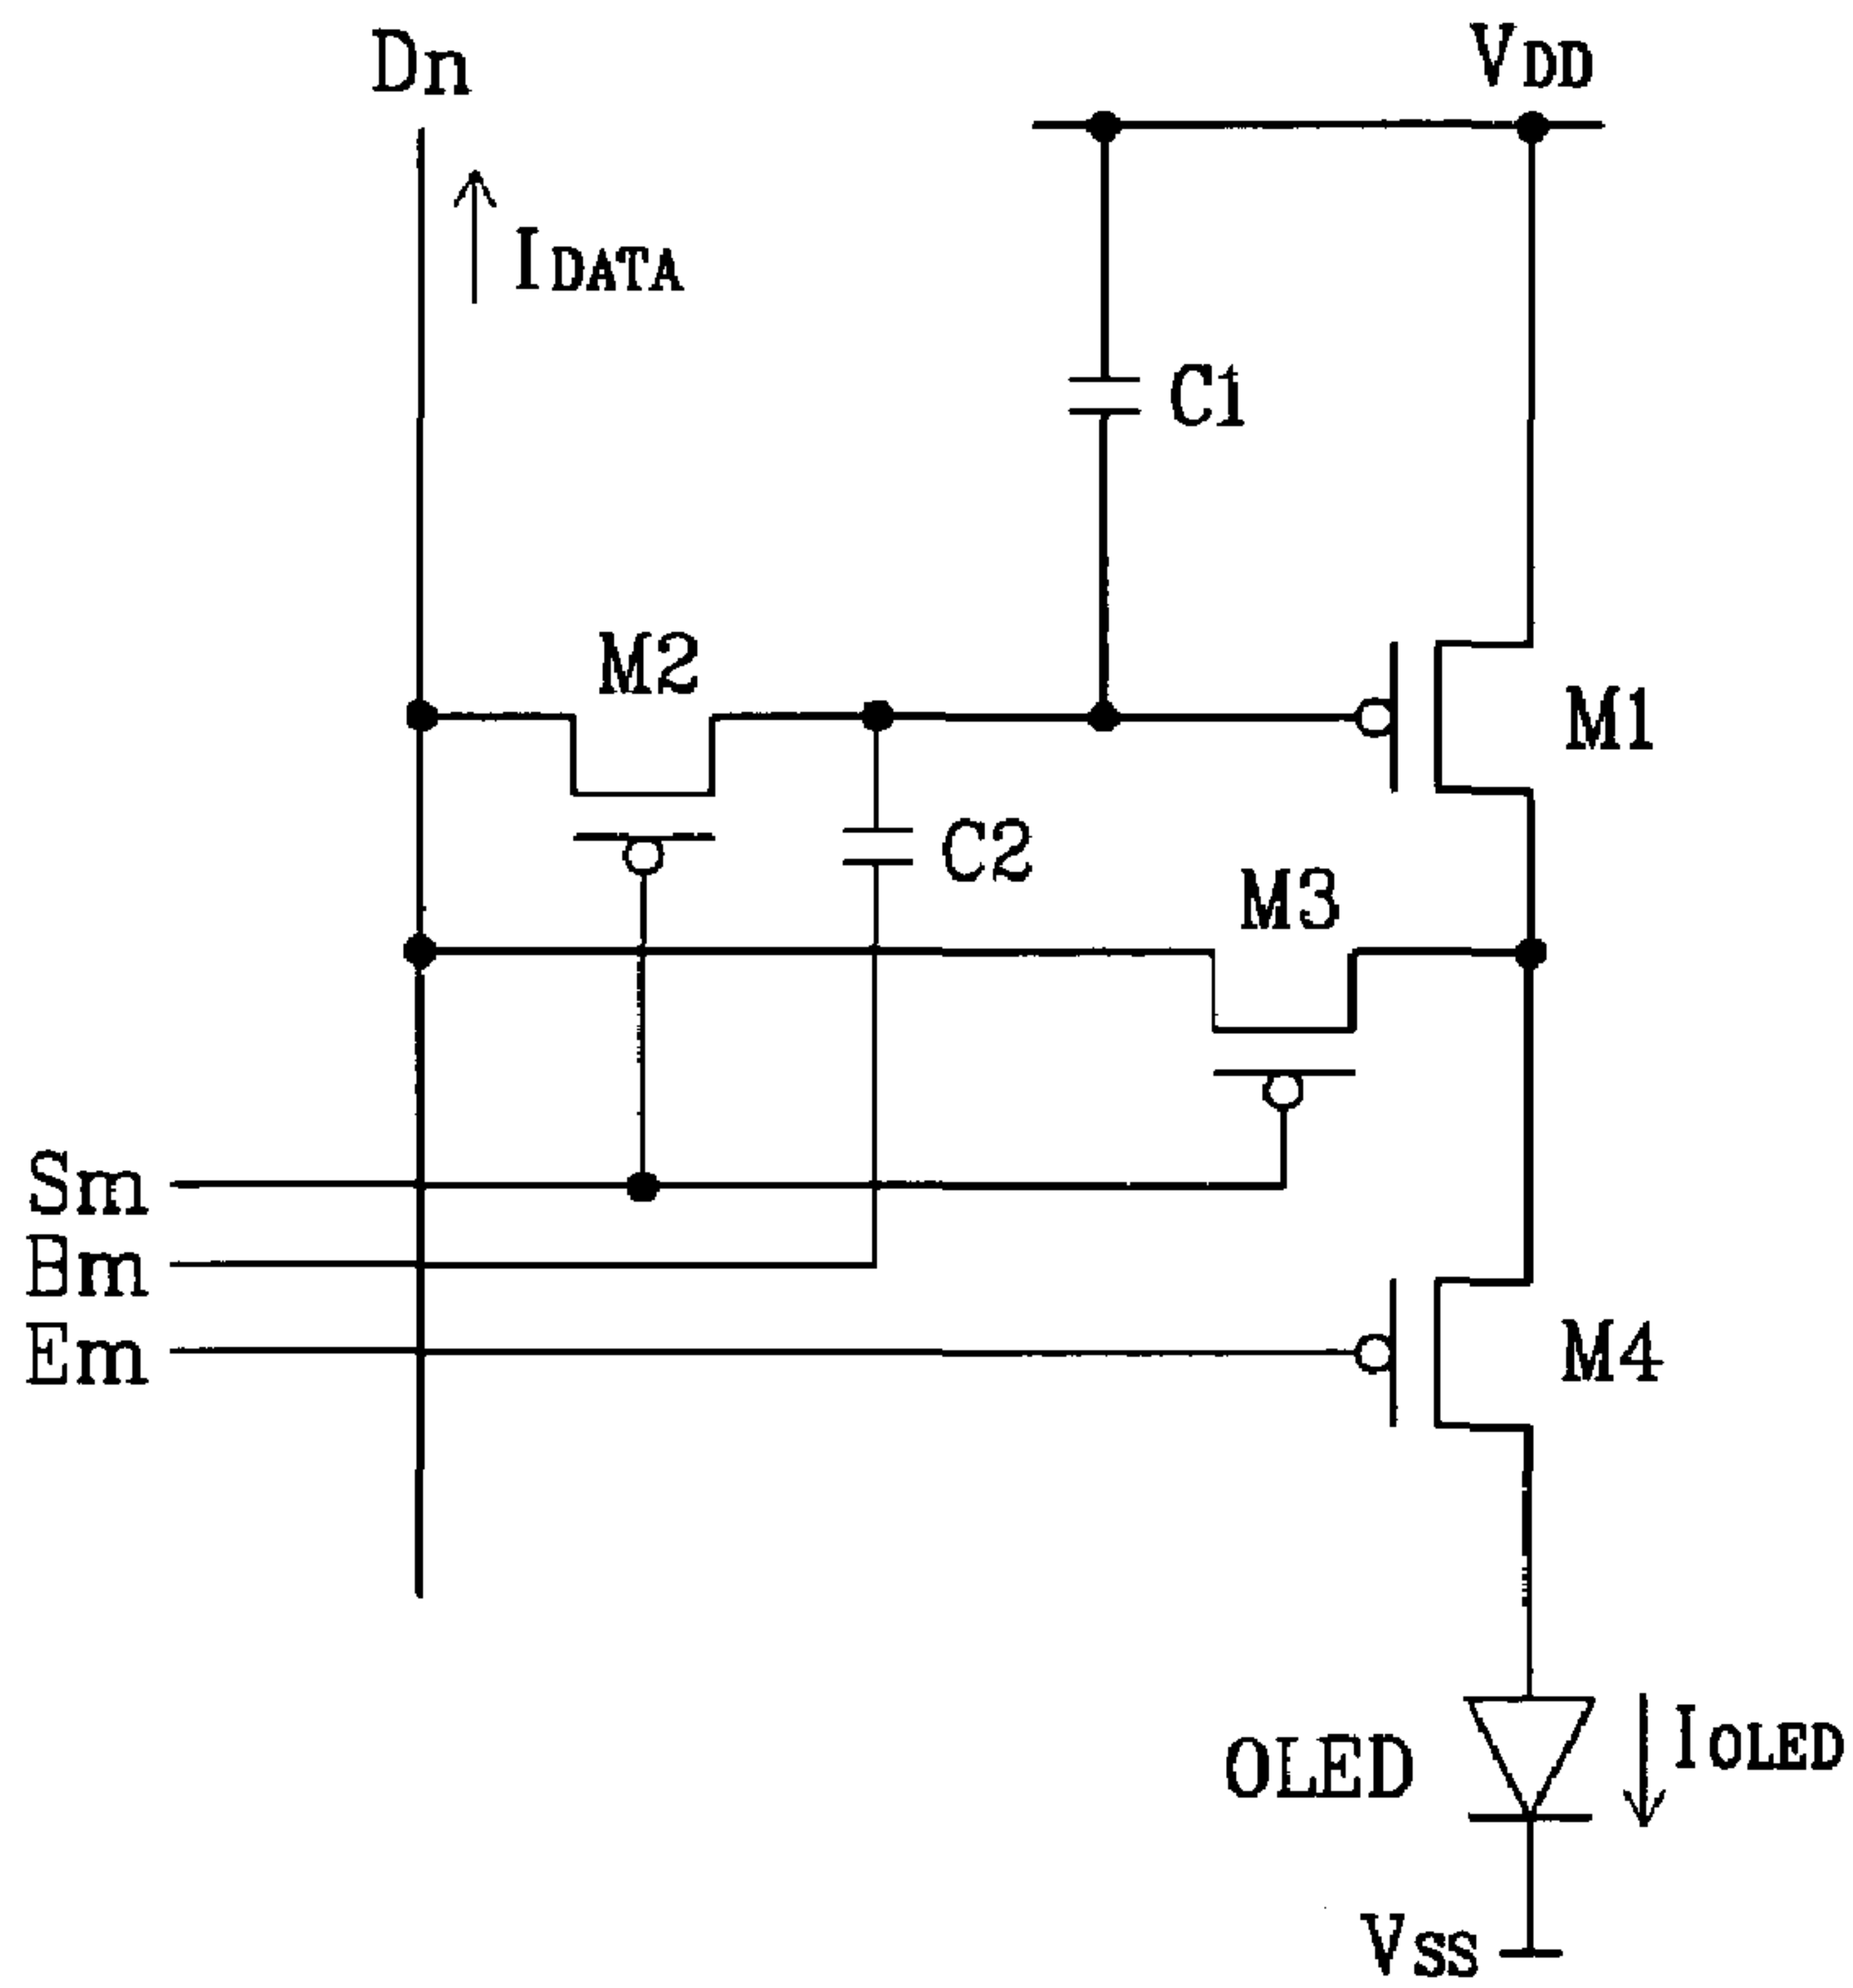 Dn
VDD
IDATA
C1
M2
M1
C2
M3
Sm
Bm
Em
M4
OLED
IOLED
VSS